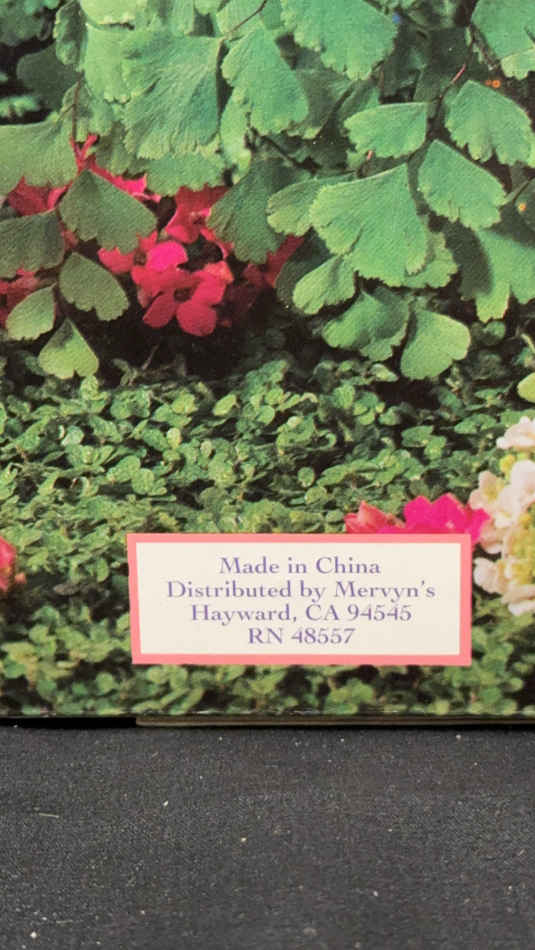 Made in China
Distributed by Mervyn's
Hayward, CA 94545
RN 48557